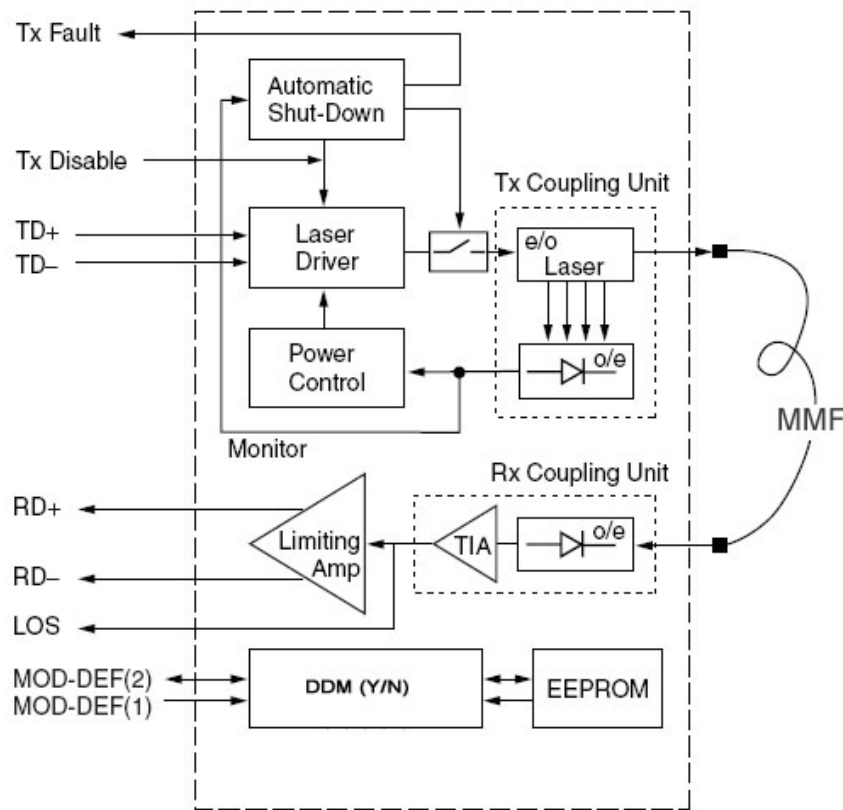 Tx Fault
Automatic
Shut-Down
Tx Disable
Tx Coupling Unit
TD+
TD–
Laser
Driver
e/o
Laser
Power
Control
o/e
MMF
Monitor
Rx Coupling Unit
RD+
RD–
Limiting
Amp
TIA
o/e
LOS
MOD-DEF(2)
MOD-DEF(1)
DDM (Y/N)
EEPROM